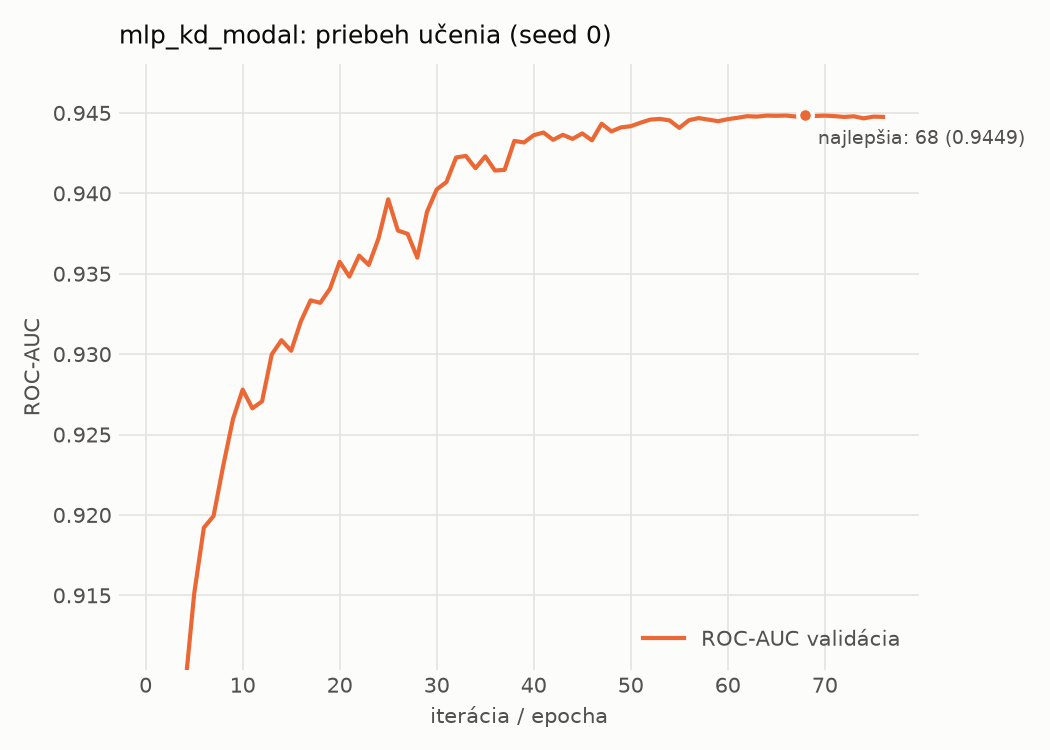 mlp_kd_modal: priebeh učenia (seed 0)
0.945
0.940
0.935
0.930
0.925
0.920
0.915
ROC-AUC
najlepšia: 68 (0.9449)
ROC-AUC validácia
0 10 20 30 40 50 60 70
iterácia / epocha